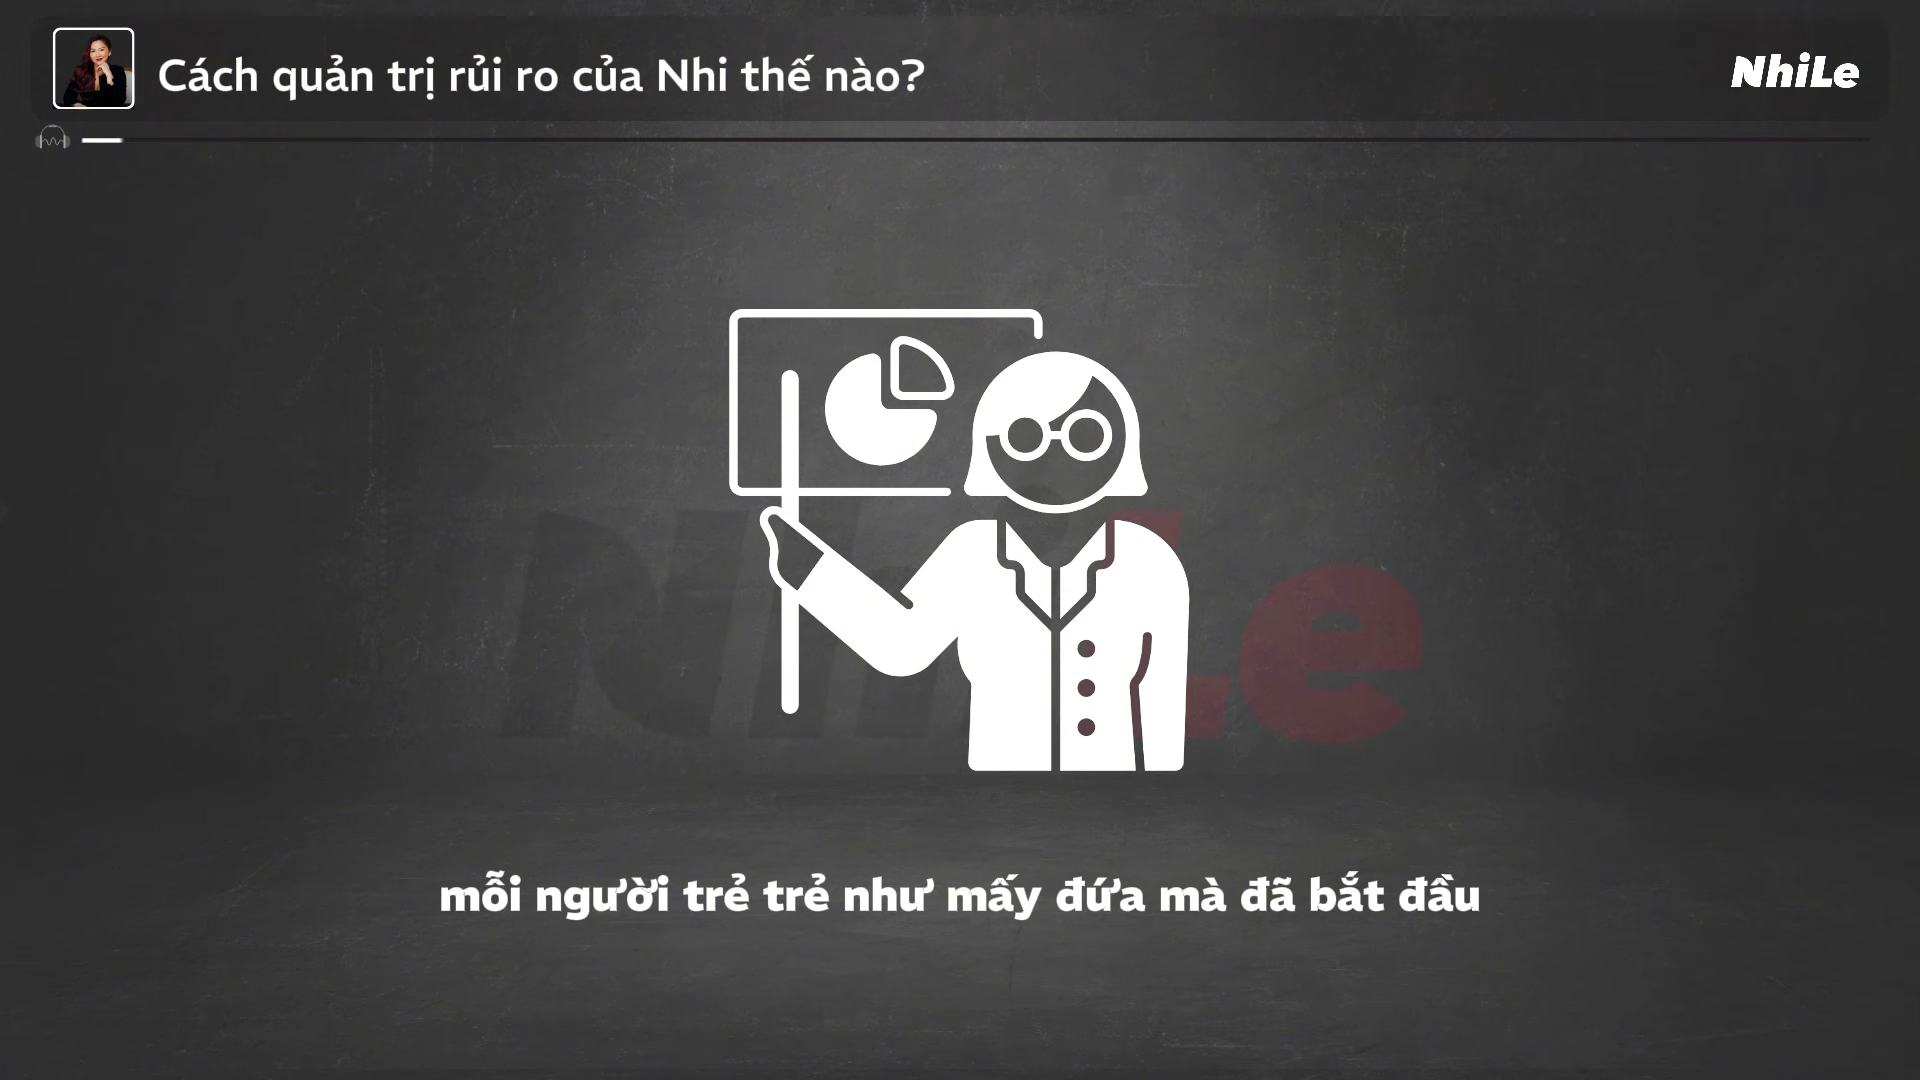 Cách quản trị rủi ro của Nhi thế nào?
NhiLe
NhiLe
mỗi người trẻ trẻ như mấy đứa mà đã bắt đầu